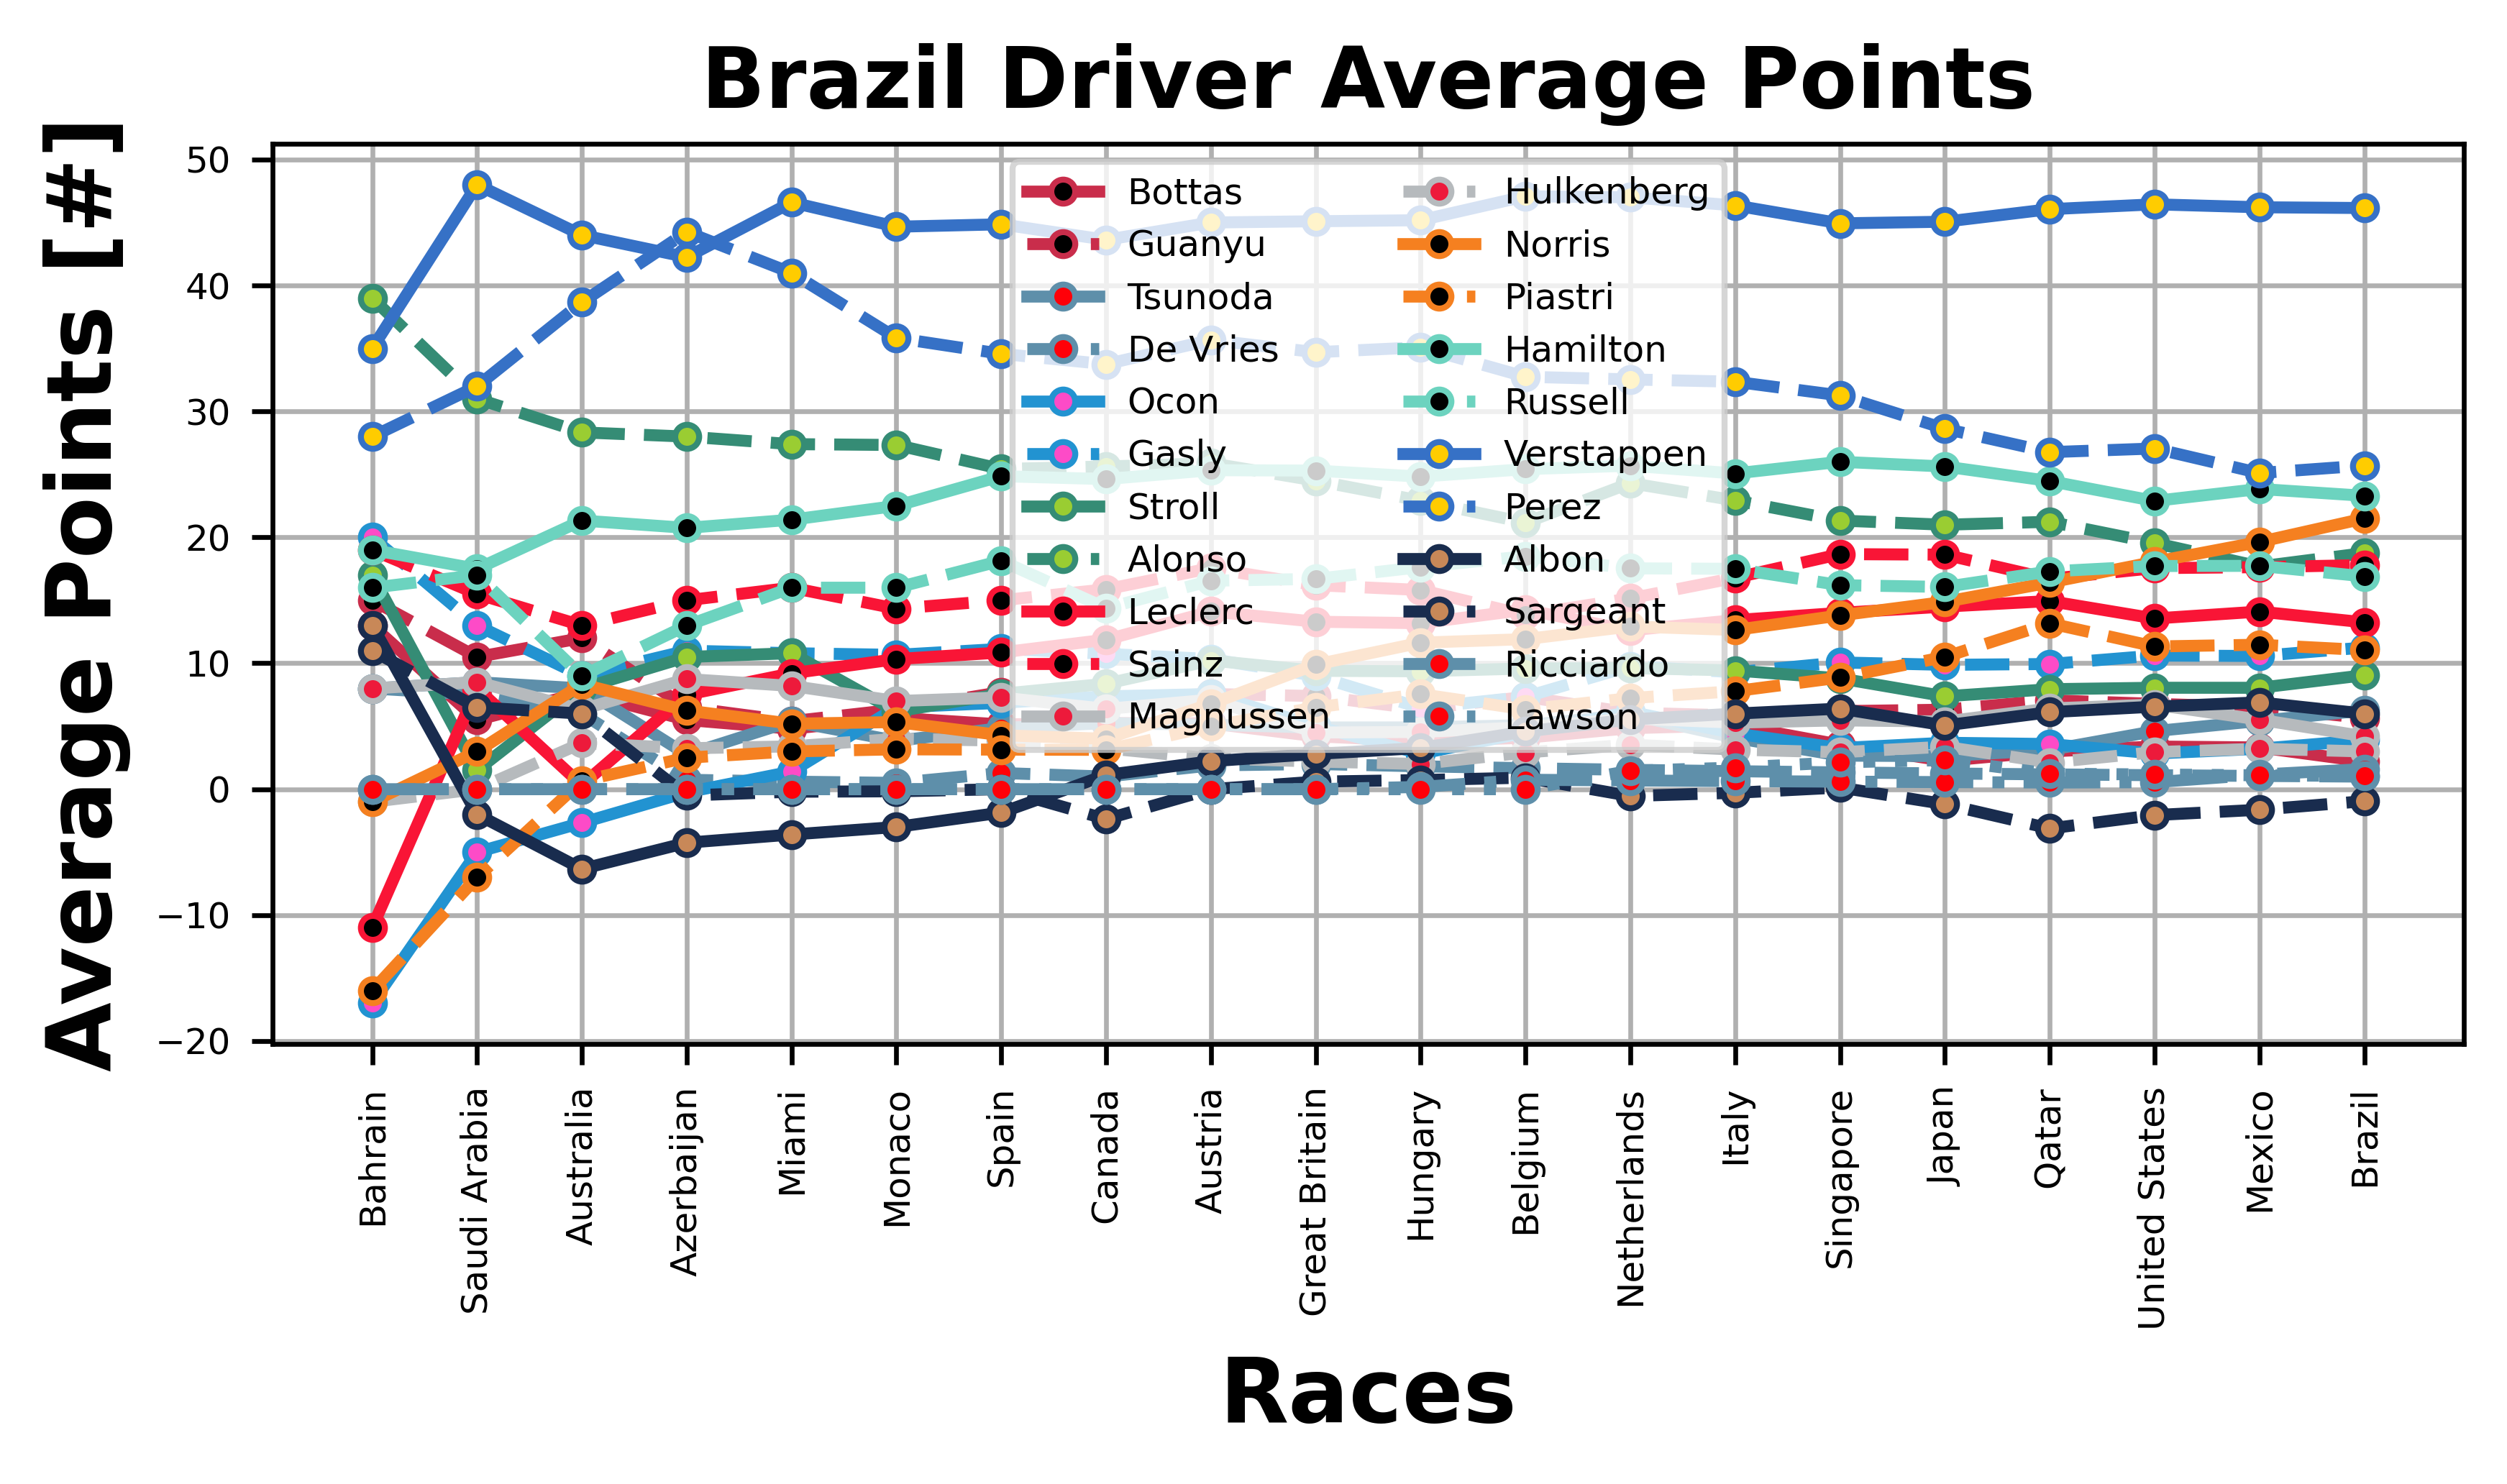 Brazil Driver Average Points
Average Points [#]
50
40
30
20
10
0
−10
−20
Bottas
Guanyu
Tsunoda
De Vries
Ocon
Gasly
Stroll
Alonso
Leclerc
Sainz
Magnussen
Hulkenberg
Norris
Piastri
Hamilton
Russell
Verstappen
Perez
Albon
Sargeant
Ricciardo
Lawson
Bahrain
Saudi Arabia
Australia
Azerbaijan
Miami
Monaco
Spain
Canada
Austria
Great Britain
Hungary
Belgium
Netherlands
Italy
Singapore
Japan
Qatar
United States
Mexico
Brazil
Races